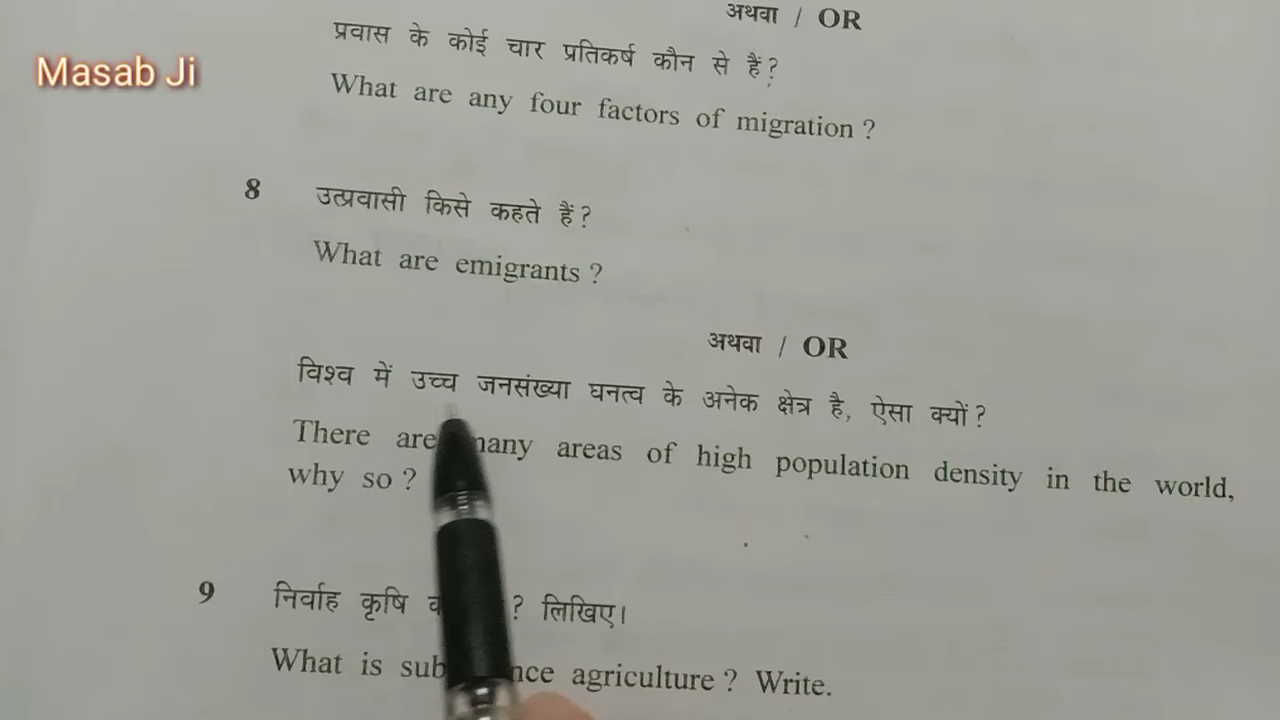 अथवा / OR
Masab Ji
प्रवास के कोई चार प्रतिकर्ष कौन से हैं?
What are any four factors of migration ?
8 उत्प्रवासी किसे कहते हैं?
What are emigrants ?
अथवा / OR
विश्व में उच्च जनसंख्या घनत्व के अनेक क्षेत्र है, ऐसा क्यों?
There are many areas of high population density in the world,
why so ?
9 निर्वाह कृषि ? लिखिए।
What is agriculture ? Write.